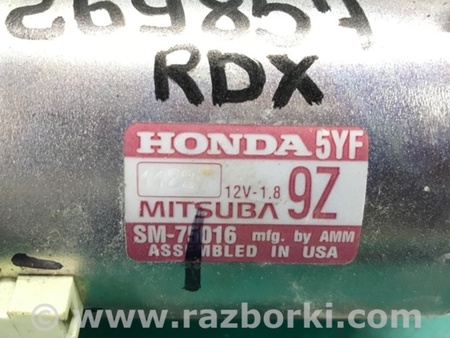 RDX
HONDA 5YF
12V-1.8
MITSUBA 9Z
SM-75016 mfg. by AMM
ASSEMBLED IN USA
www.razborki.com